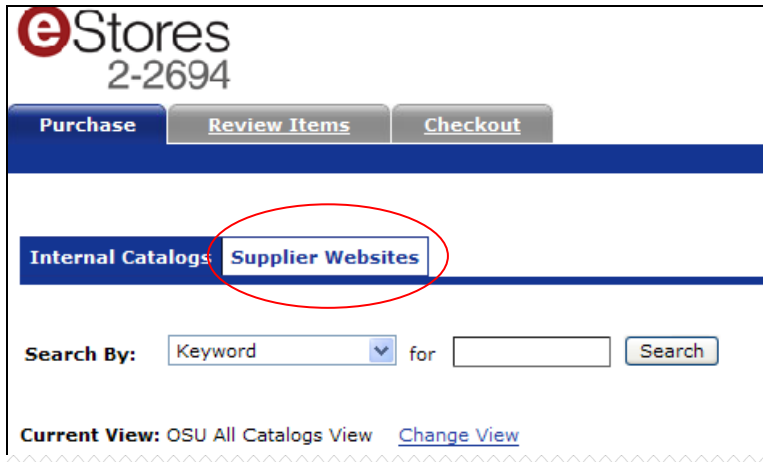 eStores
2-2694
Purchase Review Items Checkout
Internal Catalogs Supplier Websites
Search By: Keyword for Search
Current View: OSU All Catalogs View Change View